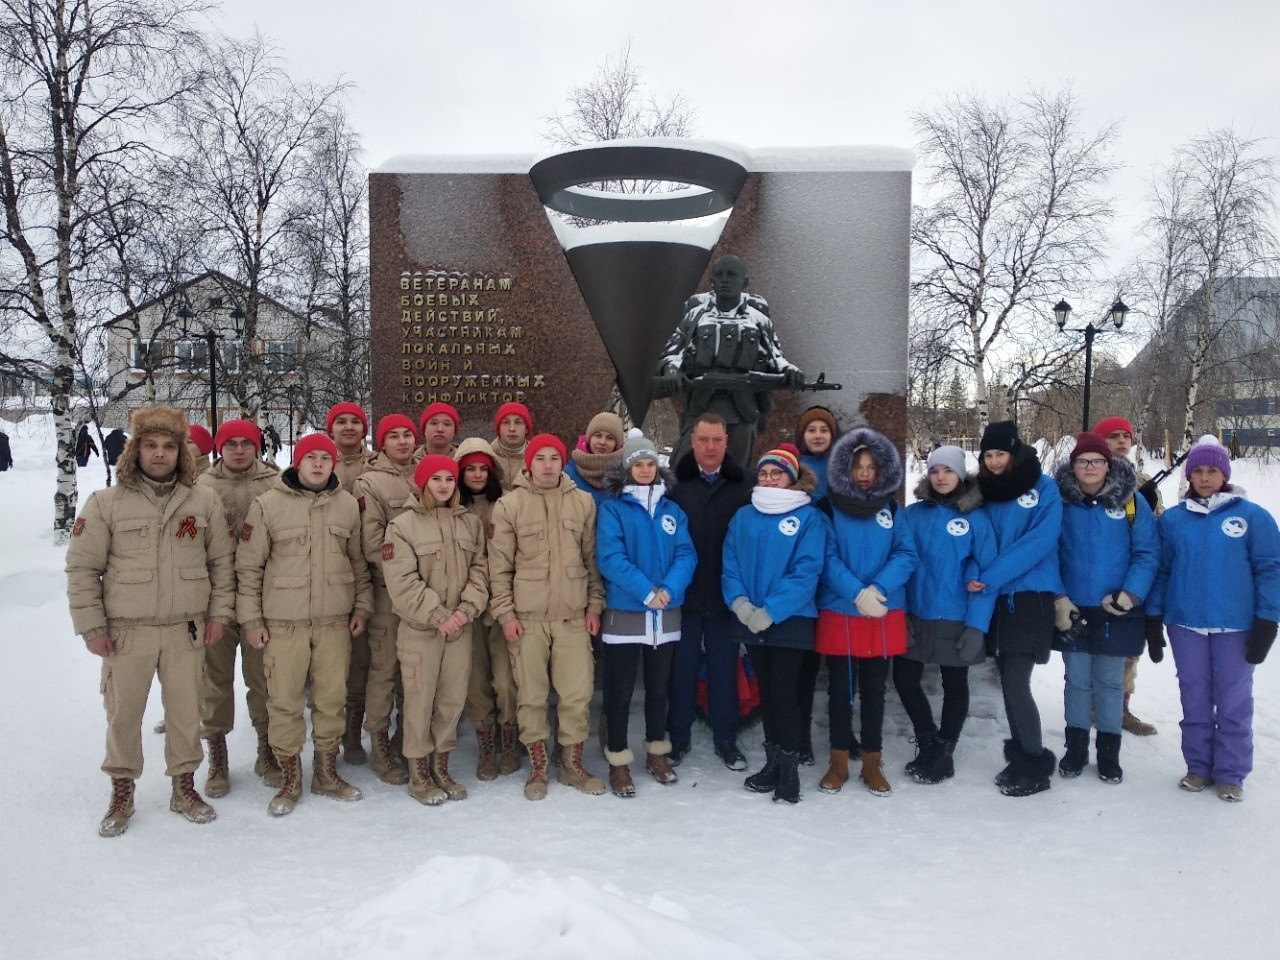 ВЕТЕРАНАМ
БОЕВЫХ
ДЕЙСТВИЙ,
УЧАСТНИКАМ
ЛОКАЛЬНЫХ
ВОЙН И
ВООРУЖЕННЫХ
КОНФЛИКТОВ